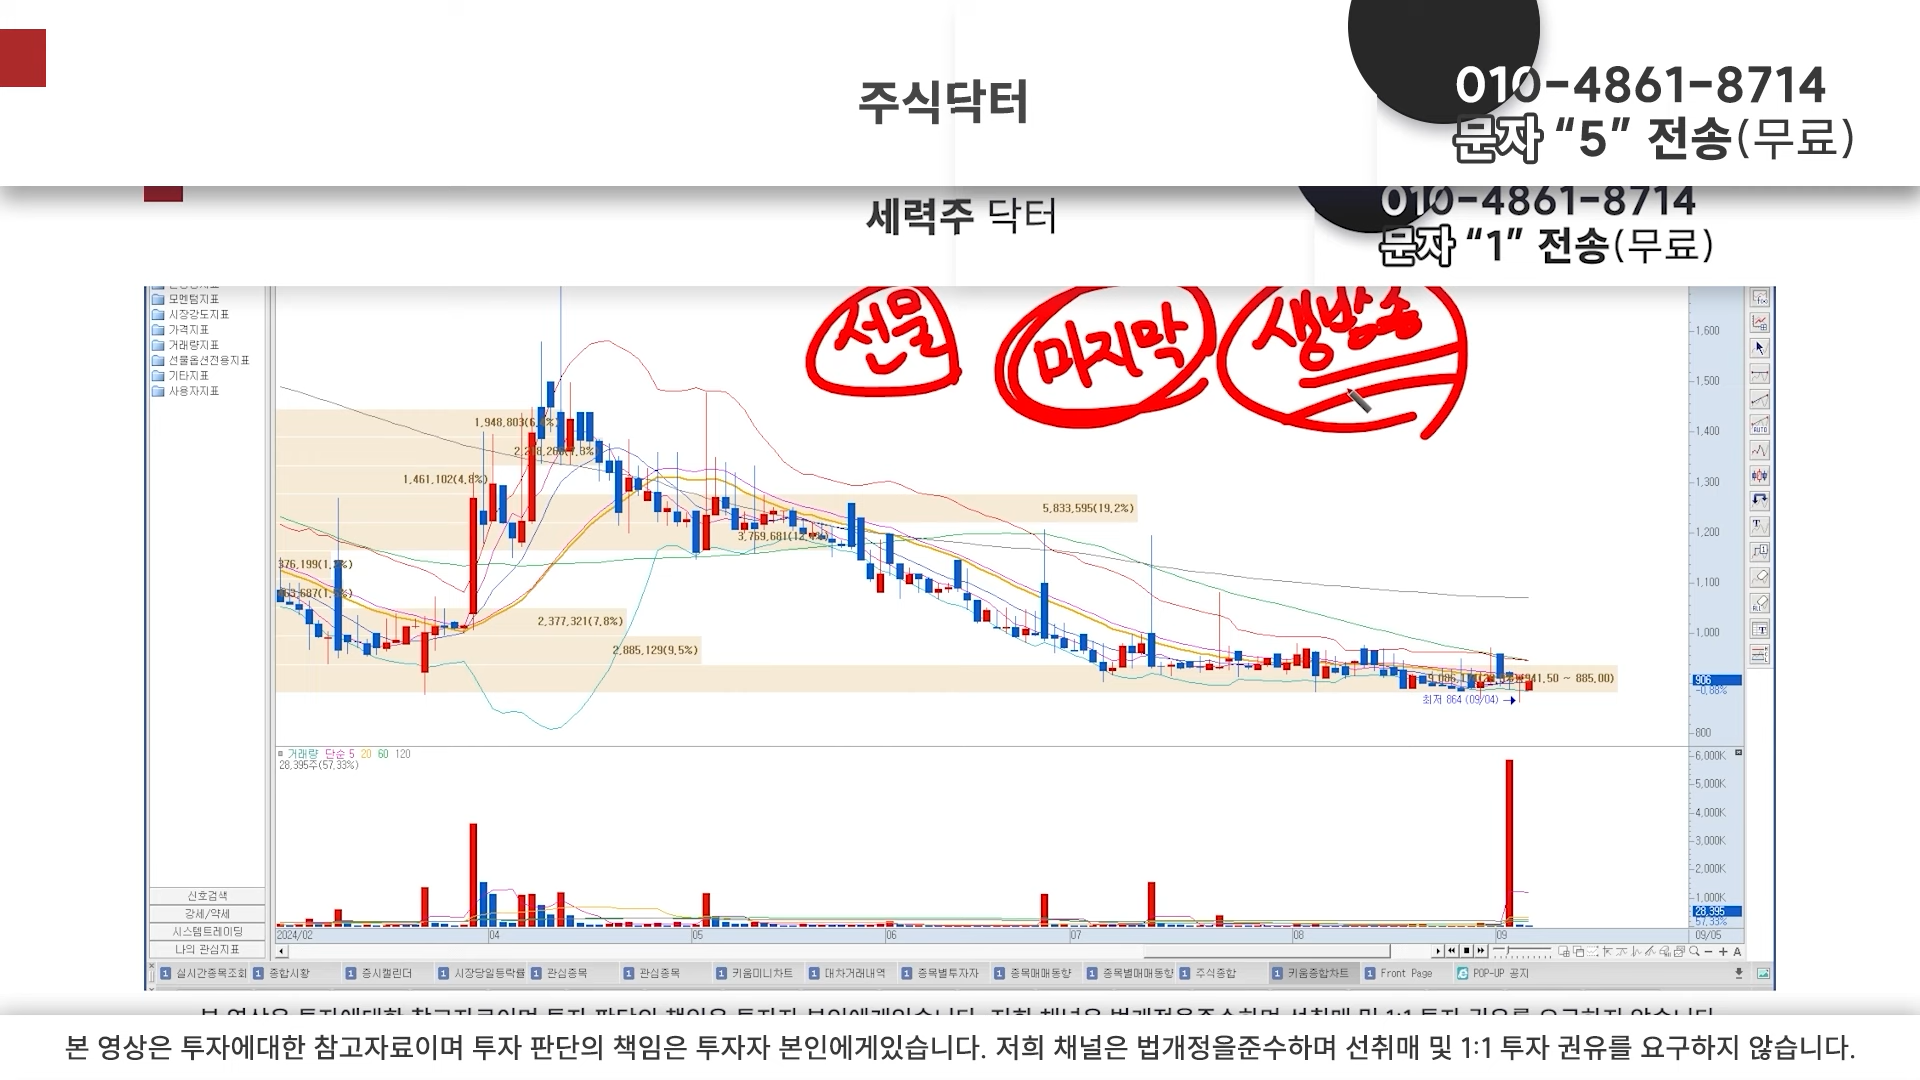 주식닥터
010-4861-8714
문자 “5” 전송(무료)
세력주 닥터
010-4861-8714
문자 “1” 전송(무료)
모멘텀지표
시장강도지표
가격지표
거래량지표
선물옵션전용지표
기타지표
사용자지표
선물 마지막 생방송
1,948,803
1,461,102(4.8%)
5,833,595(19,2%)
376,199
2,377,321(7,8%)
2,885,129(9,5%)
941,50 ~ 885,00)
최저 864 (09/04)
1,600
1,500
1,400
1,300
1,200
1,100
1,000
906
-0,88%
800
거래량 단순 5 20 60 120
28,395주(57,33%)
6,000K
5,000K
4,000K
3,000K
2,000K
1,000K
28,395
57,33%
2024/02 04 05 06 07 08 09 09/05
신호검색
강세/약세
시스템트레이딩
나의 관심지표
실시간종목조회 종합시황 증시캘린더 시장당일등락률 관심종목 관심종목 키움미니차트 대차거래내역 종목별투자자 종목매매동향 종목별매매동향 주식종합 키움종합차트 Front Page POP-UP 공지
본 영상은 투자에대한 참고자료이며 투자 판단의 책임은 투자자 본인에게있습니다. 저희 채널은 법개정을준수하며 선취매 및 1:1 투자 권유를 요구하지 않습니다.